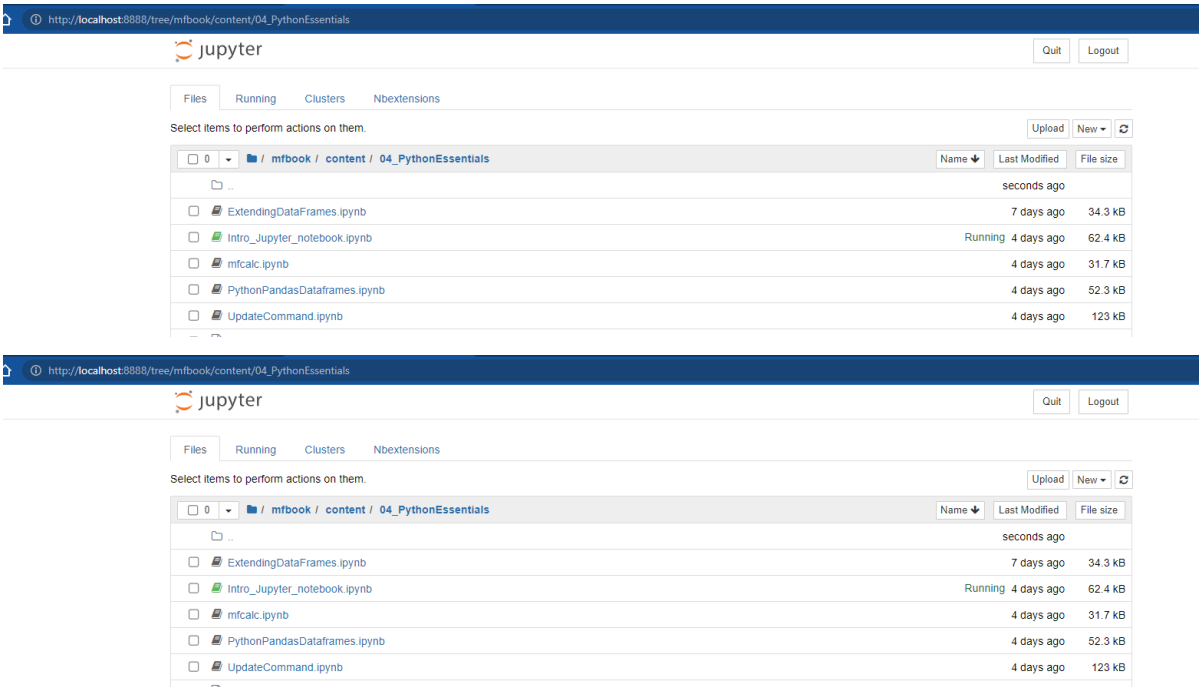 http://localhost:8888/tree/mfbook/content/04_PythonEssentials
jupyter
Quit Logout
Files Running Clusters Nbextensions
Select items to perform actions on them.
Upload New
0 / mfbook / content / 04_PythonEssentials Name Last Modified File size
.. seconds ago
ExtendingDataFrames.ipynb 7 days ago 34.3 kB
Intro_Jupyter_notebook.ipynb Running 4 days ago 62.4 kB
mfcalc.ipynb 4 days ago 31.7 kB
PythonPandasDataframes.ipynb 4 days ago 52.3 kB
UpdateCommand.ipynb 4 days ago 123 kB
http://localhost:8888/tree/mfbook/content/04_PythonEssentials
jupyter
Quit Logout
Files Running Clusters Nbextensions
Select items to perform actions on them.
Upload New
0 / mfbook / content / 04_PythonEssentials Name Last Modified File size
.. seconds ago
ExtendingDataFrames.ipynb 7 days ago 34.3 kB
Intro_Jupyter_notebook.ipynb Running 4 days ago 62.4 kB
mfcalc.ipynb 4 days ago 31.7 kB
PythonPandasDataframes.ipynb 4 days ago 52.3 kB
UpdateCommand.ipynb 4 days ago 123 kB